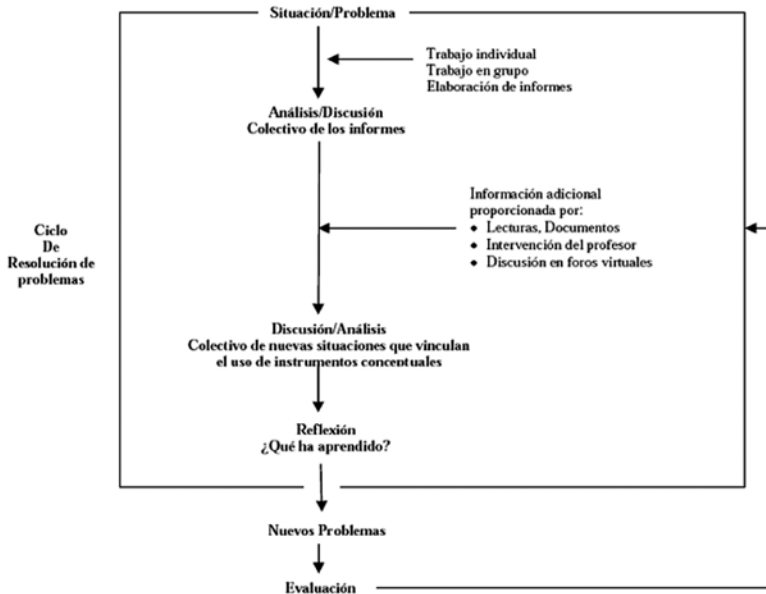 Situación/Problema
Trabajo individual
Trabajo en grupo
Elaboración de informes
Análisis/Discusión
Colectivo de los informes
Información adicional
proporcionada por:
• Lecturas, Documentos
• Intervención del profesor
• Discusión en foros virtuales
Ciclo
De
Resolución de
problemas
Discusión/Análisis
Colectivo de nuevas situaciones que vinculan
el uso de instrumentos conceptuales
Reflexión
¿Qué ha aprendido?
Nuevos Problemas
Evaluación